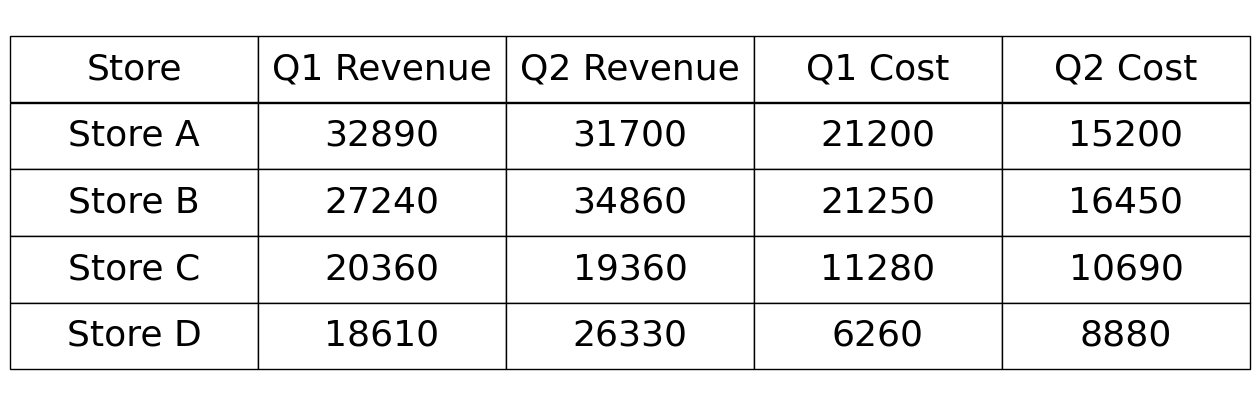 Store Q1 Revenue Q2 Revenue Q1 Cost Q2 Cost
Store A 32890 31700 21200 15200
Store B 27240 34860 21250 16450
Store C 20360 19360 11280 10690
Store D 18610 26330 6260 8880